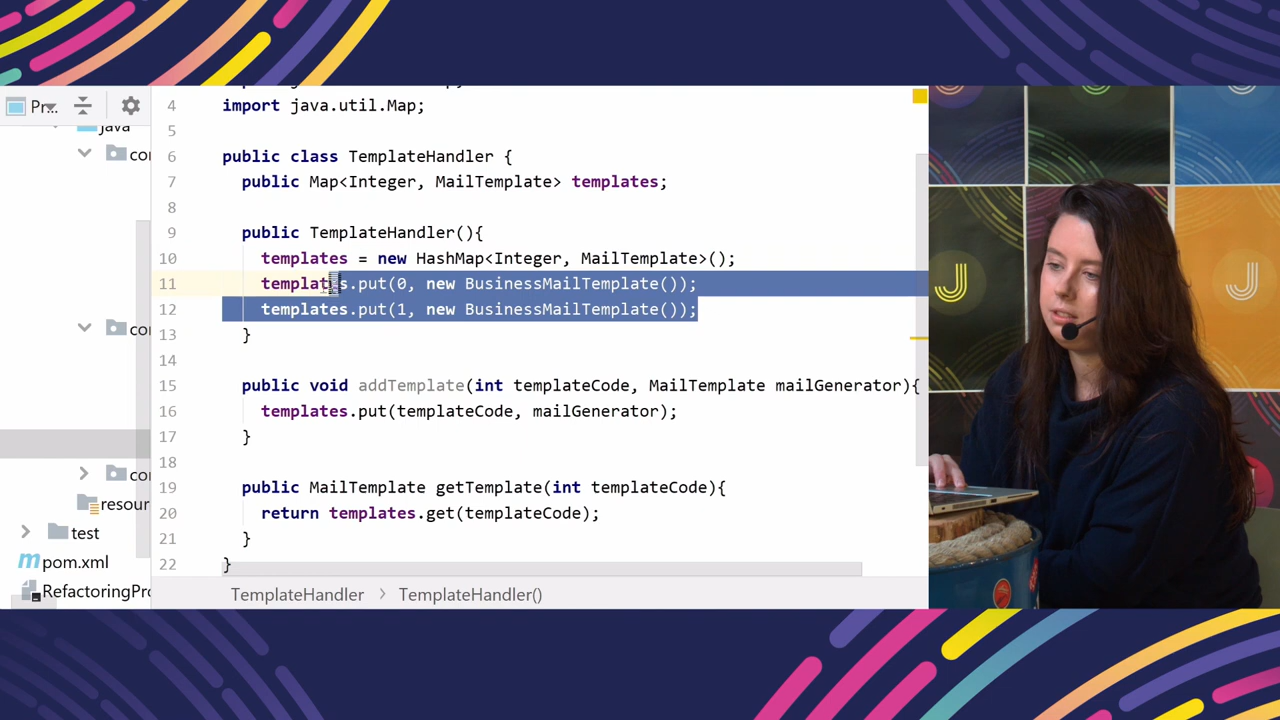 Pr...
java
con
con
con
resour
test
pom.xml
RefactoringPro
4 import java.util.Map;
5
6 public class TemplateHandler {
7 public Map<Integer, MailTemplate> templates;
8
9 public TemplateHandler(){
10 templates = new HashMap<Integer, MailTemplate>();
11 templates.put(0, new BusinessMailTemplate());
12 templates.put(1, new BusinessMailTemplate());
13 }
14
15 public void addTemplate(int templateCode, MailTemplate mailGenerator){
16 templates.put(templateCode, mailGenerator);
17 }
18
19 public MailTemplate getTemplate(int templateCode){
20 return templates.get(templateCode);
21 }
22 }
TemplateHandler > TemplateHandler()
J
J